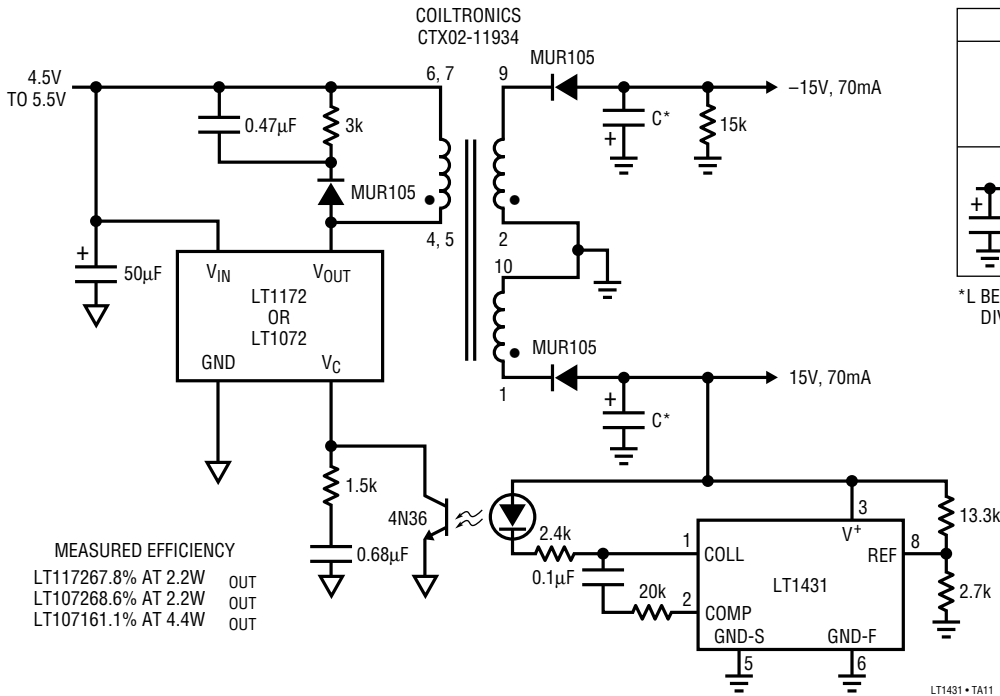 COILTRONICS
CTX02-11934
4.5V
TO 5.5V
0.47µF
3k
MUR105
6, 7
4, 5
9
2
10
1
MUR105
C*
+
15k
–15V, 70mA
+
50µF
VIN
VOUT
LT1172
OR
LT1072
GND
VC
MUR105
+
C*
15V, 70mA
1.5k
0.68µF
4N36
2.4k
0.1µF
20k
1
COLL
2
COMP
3
V+
8
REF
LT1431
GND-S
GND-F
5
6
13.3k
2.7k
MEASURED EFFICIENCY
LT117267.8% AT 2.2W OUT
LT107268.6% AT 2.2W OUT
LT107161.1% AT 4.4W OUT
+
*L BE
DI
LT1431 • TA11